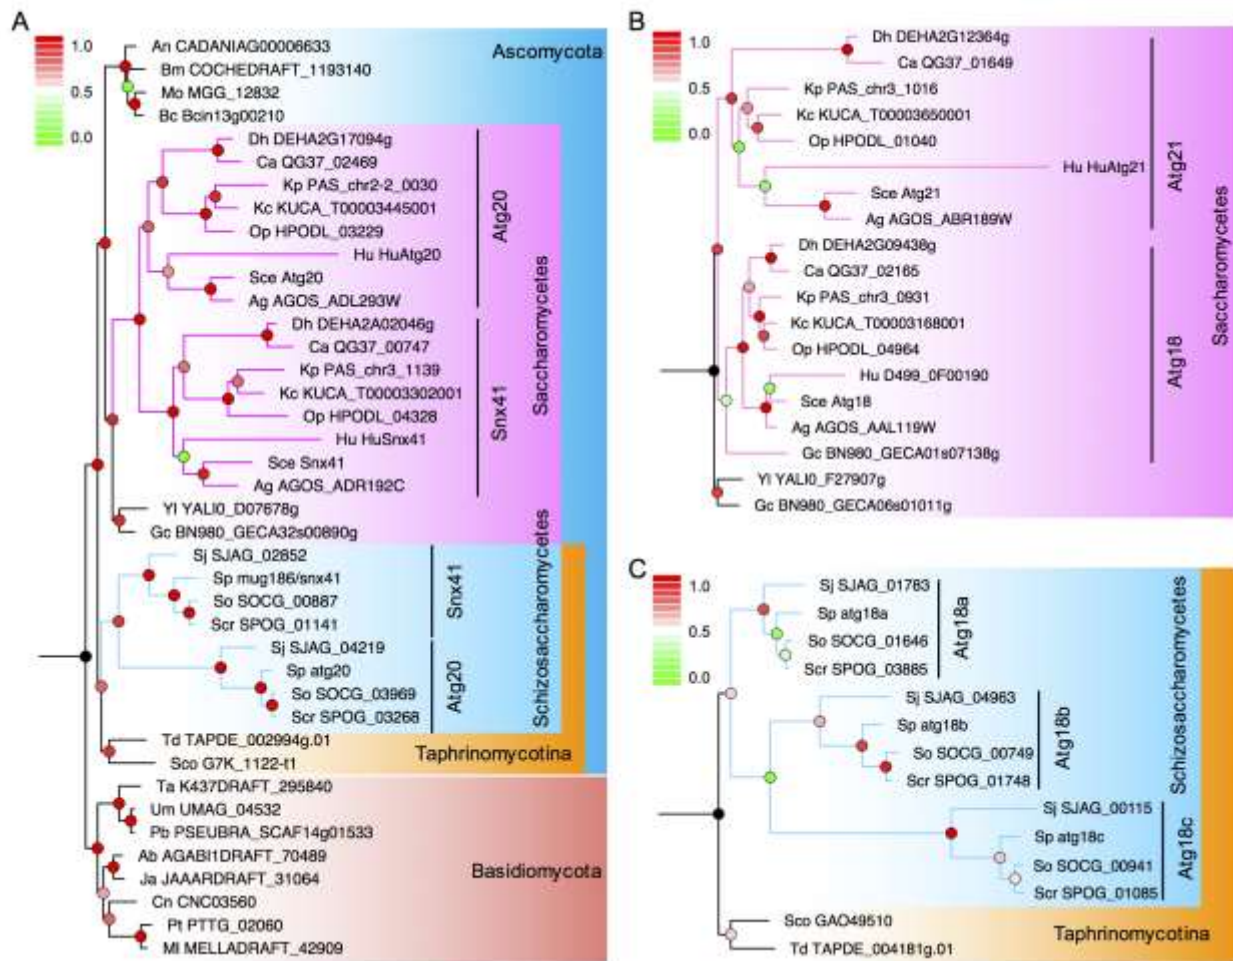 A
1.0
0.5
0.0
An CADANIAG00006633
Bm COCHEDRAFT_1193140
Mo MGG_12832
Bc Bcin13g00210
Ascomycota
Dh DEHA2G17094g
Ca QG37_02469
Kp PAS_chr2-2_0030
Kc KUCA_T00003445001
Op HPODL_03229
Hu HuAtg20
Sce Atg20
Ag AGOS_ADL293W
Atg20
Dh DEHA2A02046g
Ca QG37_00747
Kp PAS_chr3_1139
Kc KUCA_T00003302001
Op HPODL_04328
Hu HuSnx41
Sce Snx41
Ag AGOS_ADR192C
Snx41
Saccharomycetes
Yl YALI0_D07678g
Gc BN980_GECA32s00890g
Sj SJAG_02852
Sp mug186/snx41
So SOCG_00887
Scr SPOG_01141
Snx41
Sj SJAG_04219
Sp atg20
So SOCG_03969
Scr SPOG_03268
Atg20
Schizosaccharomycetes
Td TAPDE_002994g.01
Sco G7K_1122-t1
Taphrinomycotina
Ta K437DRAFT_295840
Um UMAG_04532
Pb PSEUBRA_SCAF14g01533
Ab AGABI1DRAFT_70489
Ja JAAARDRAFT_31064
Cn CNC03560
Pt PTTG_02060
Ml MELLADRAFT_42909
Basidiomycota
B
1.0
0.5
0.0
Dh DEHA2G12364g
Ca QG37_01649
Kp PAS_chr3_1016
Kc KUCA_T00003650001
Op HPODL_01040
Hu HuAtg21
Sce Atg21
Ag AGOS_ABR189W
Atg21
Dh DEHA2G09438g
Ca QG37_02165
Kp PAS_chr3_0931
Kc KUCA_T00003168001
Op HPODL_04964
Hu D499_0F00190
Sce Atg18
Ag AGOS_AAL119W
Gc BN980_GECA01s07138g
Atg18
Saccharomycetes
Yl YALI0_F27907g
Gc BN980_GECA06s01011g
C
1.0
0.5
0.0
Sj SJAG_01783
Sp atg18a
So SOCG_01646
Scr SPOG_03885
Atg18a
Sj SJAG_04963
Sp atg18b
So SOCG_00749
Scr SPOG_01748
Atg18b
Sj SJAG_00115
Sp atg18c
So SOCG_00941
Scr SPOG_01085
Atg18c
Schizosaccharomycetes
Sco GAO49510
Td TAPDE_004181g.01
Taphrinomycotina